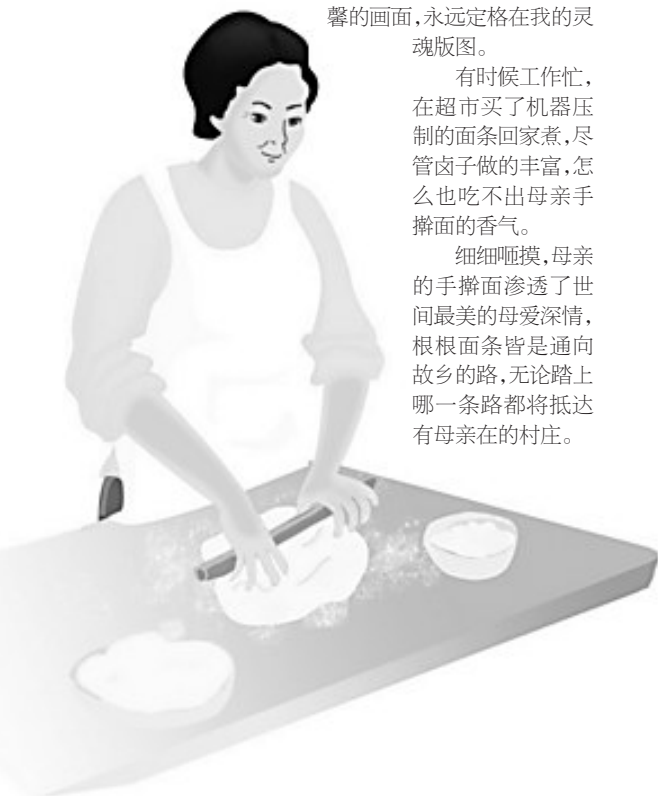 馨的画面,永远定格在我的灵
魂版图。
有时候工作忙,
在超市买了机器压
制的面条回家煮,尽
管卤子做的丰富,怎
么也吃不出母亲手
擀面的香气。
细细咂摸,母亲
的手擀面渗透了世
间最美的母爱深情,
根根面条皆是通向
故乡的路,无论踏上
哪一条路都将抵达
有母亲在的村庄。